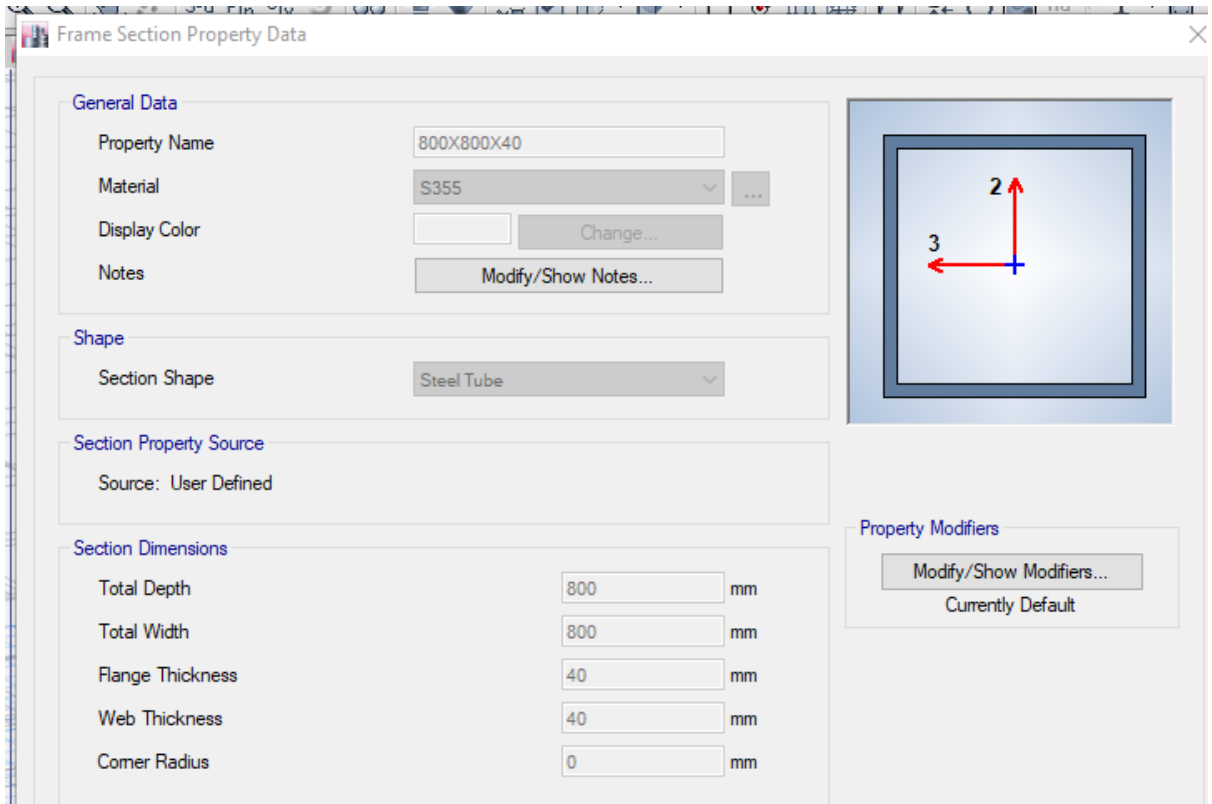 Frame Section Property Data
General Data
Property Name 800X800X40
Material S355 ...
Display Color Change...
Notes Modify/Show Notes...
2
3
Shape
Section Shape Steel Tube
Section Property Source
Source: User Defined
Property Modifiers
Modify/Show Modifiers...
Currently Default
Section Dimensions
Total Depth 800 mm
Total Width 800 mm
Flange Thickness 40 mm
Web Thickness 40 mm
Corner Radius 0 mm